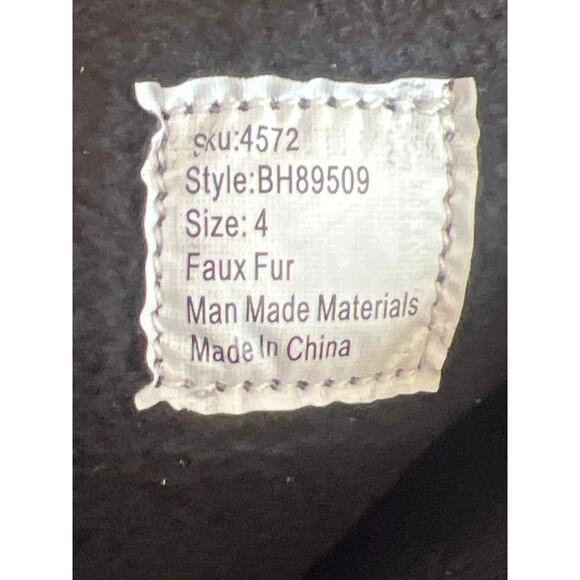 sku:4572
Style:BH89509
Size: 4
Faux Fur
Man Made Materials
Made In China